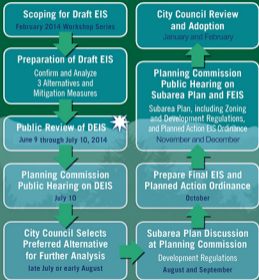 Scoping for Draft EIS
February 2014 Workshop Series
Preparation of Draft EIS
Confirm and Analyze
3 Alternatives and
Mitigation Measures
Public Review of DEIS
June 9 through July 10, 2014
Planning Commission
Public Hearing on DEIS
July 10
City Council Selects
Preferred Alternative
for Further Analysis
late July or early August
Subarea Plan Discussion
at Planning Commission
Development Regulations
August and September
Prepare Final EIS and
Planned Action Ordinance
October
Planning Commission
Public Hearing on
Subarea Plan and FEIS
Subarea Plan, including Zoning
and Development Regulations,
and Planned Action EIS Ordinance
November and December
City Council Review
and Adoption
January and February